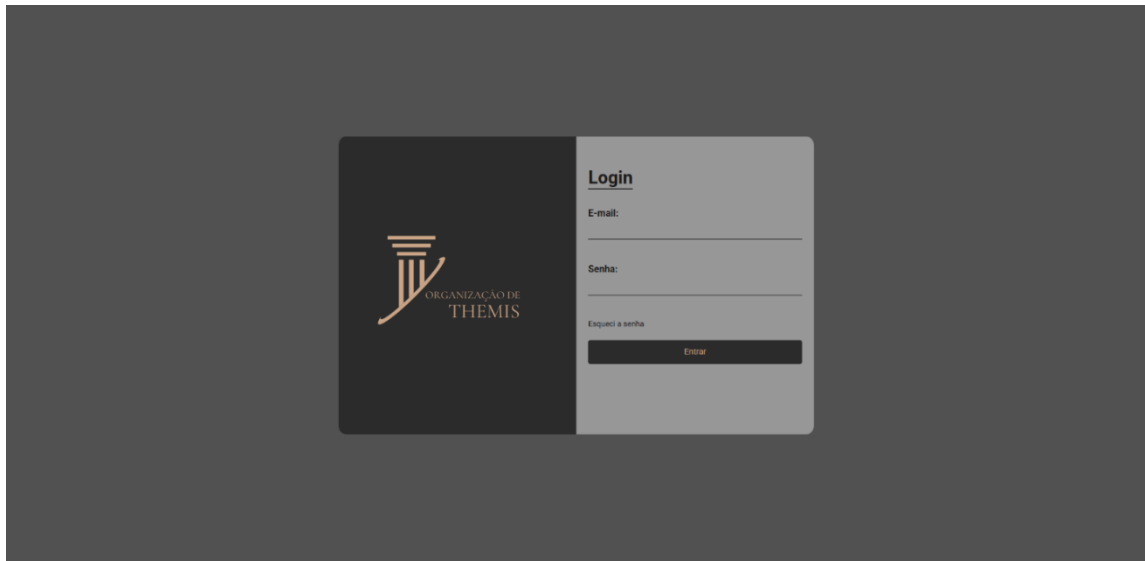 ORGANIZAÇÃO DE
THEMIS
Login
E-mail:
Senha:
Esqueci a senha
Entrar